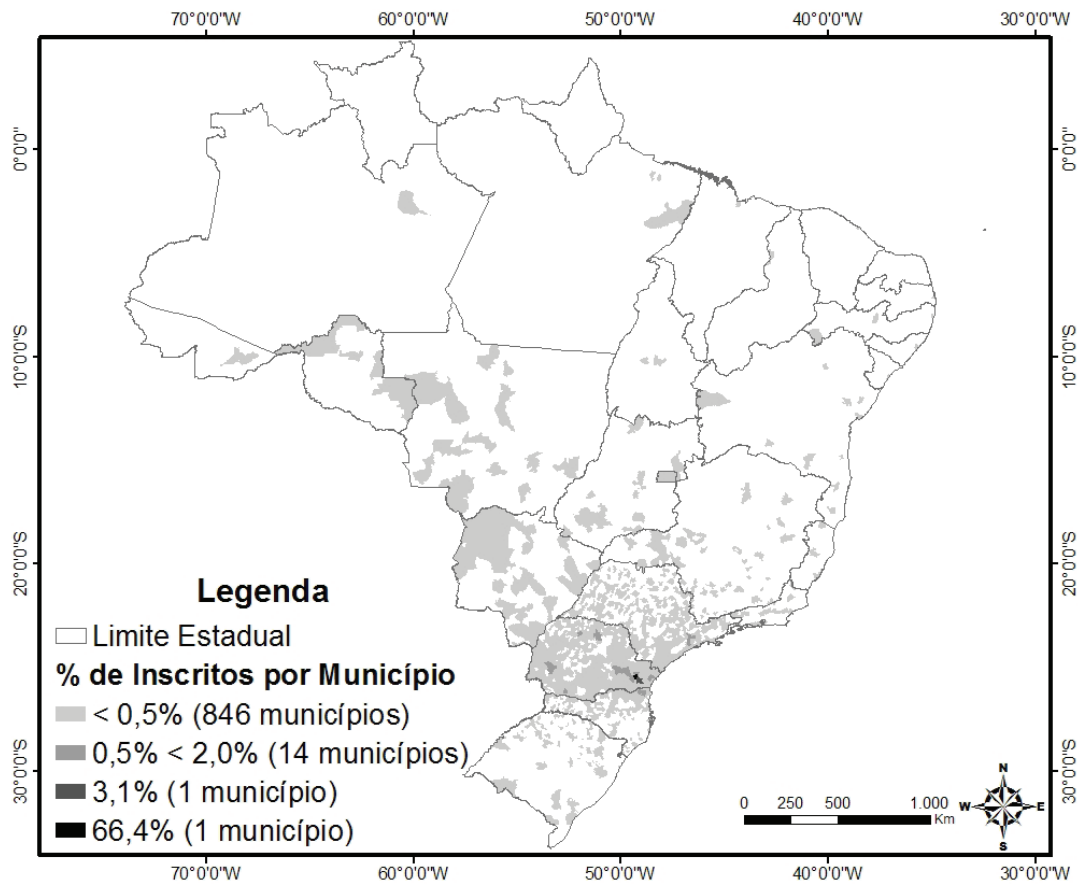 70°0'0"W 60°0'0"W 50°0'0"W 40°0'0"W 30°0'0"W
0°0'0" 0°0'0"
10°0'0"S 10°0'0"S
20°0'0"S 20°0'0"S
30°0'0"S 30°0'0"S
Legenda
Limite Estadual
% de Inscritos por Município
< 0,5% (846 municípios)
0,5% < 2,0% (14 municípios)
3,1% (1 município)
66,4% (1 município)
0 250 500 1.000
Km
N
W E
S
70°0'0"W 60°0'0"W 50°0'0"W 40°0'0"W 30°0'0"W